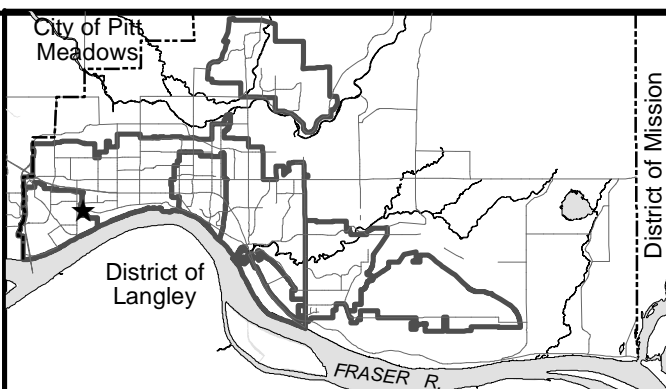 City of Pitt
Meadows
District of Mission
District of
Langley
FRASER R.